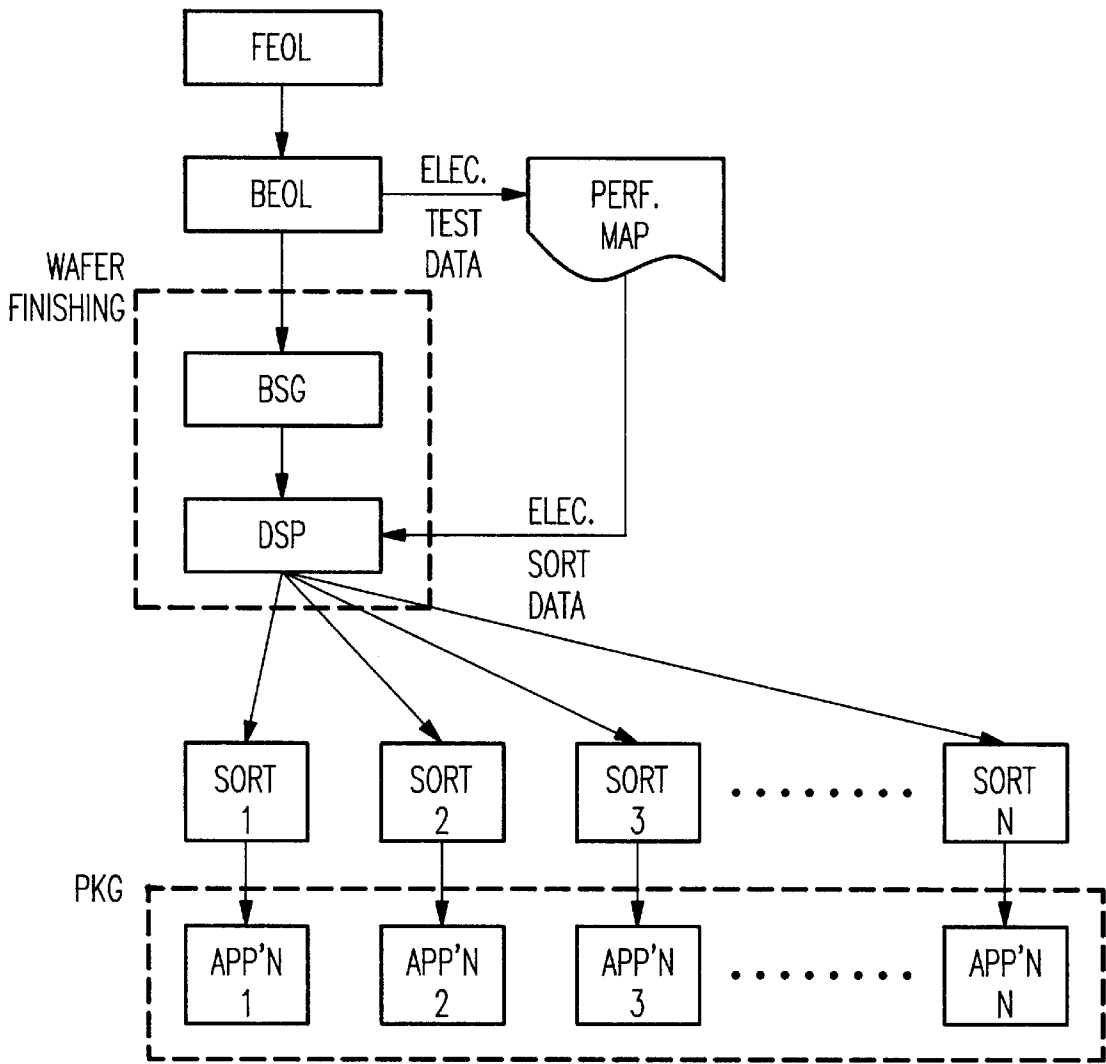 FEOL
BEOL
ELEC.
TEST
DATA
PERF.
MAP
WAFER
FINISHING
BSG
DSP
ELEC.
SORT
DATA
SORT
1
SORT
2
SORT
3
SORT
N
PKG
APP'N
1
APP'N
2
APP'N
3
APP'N
N